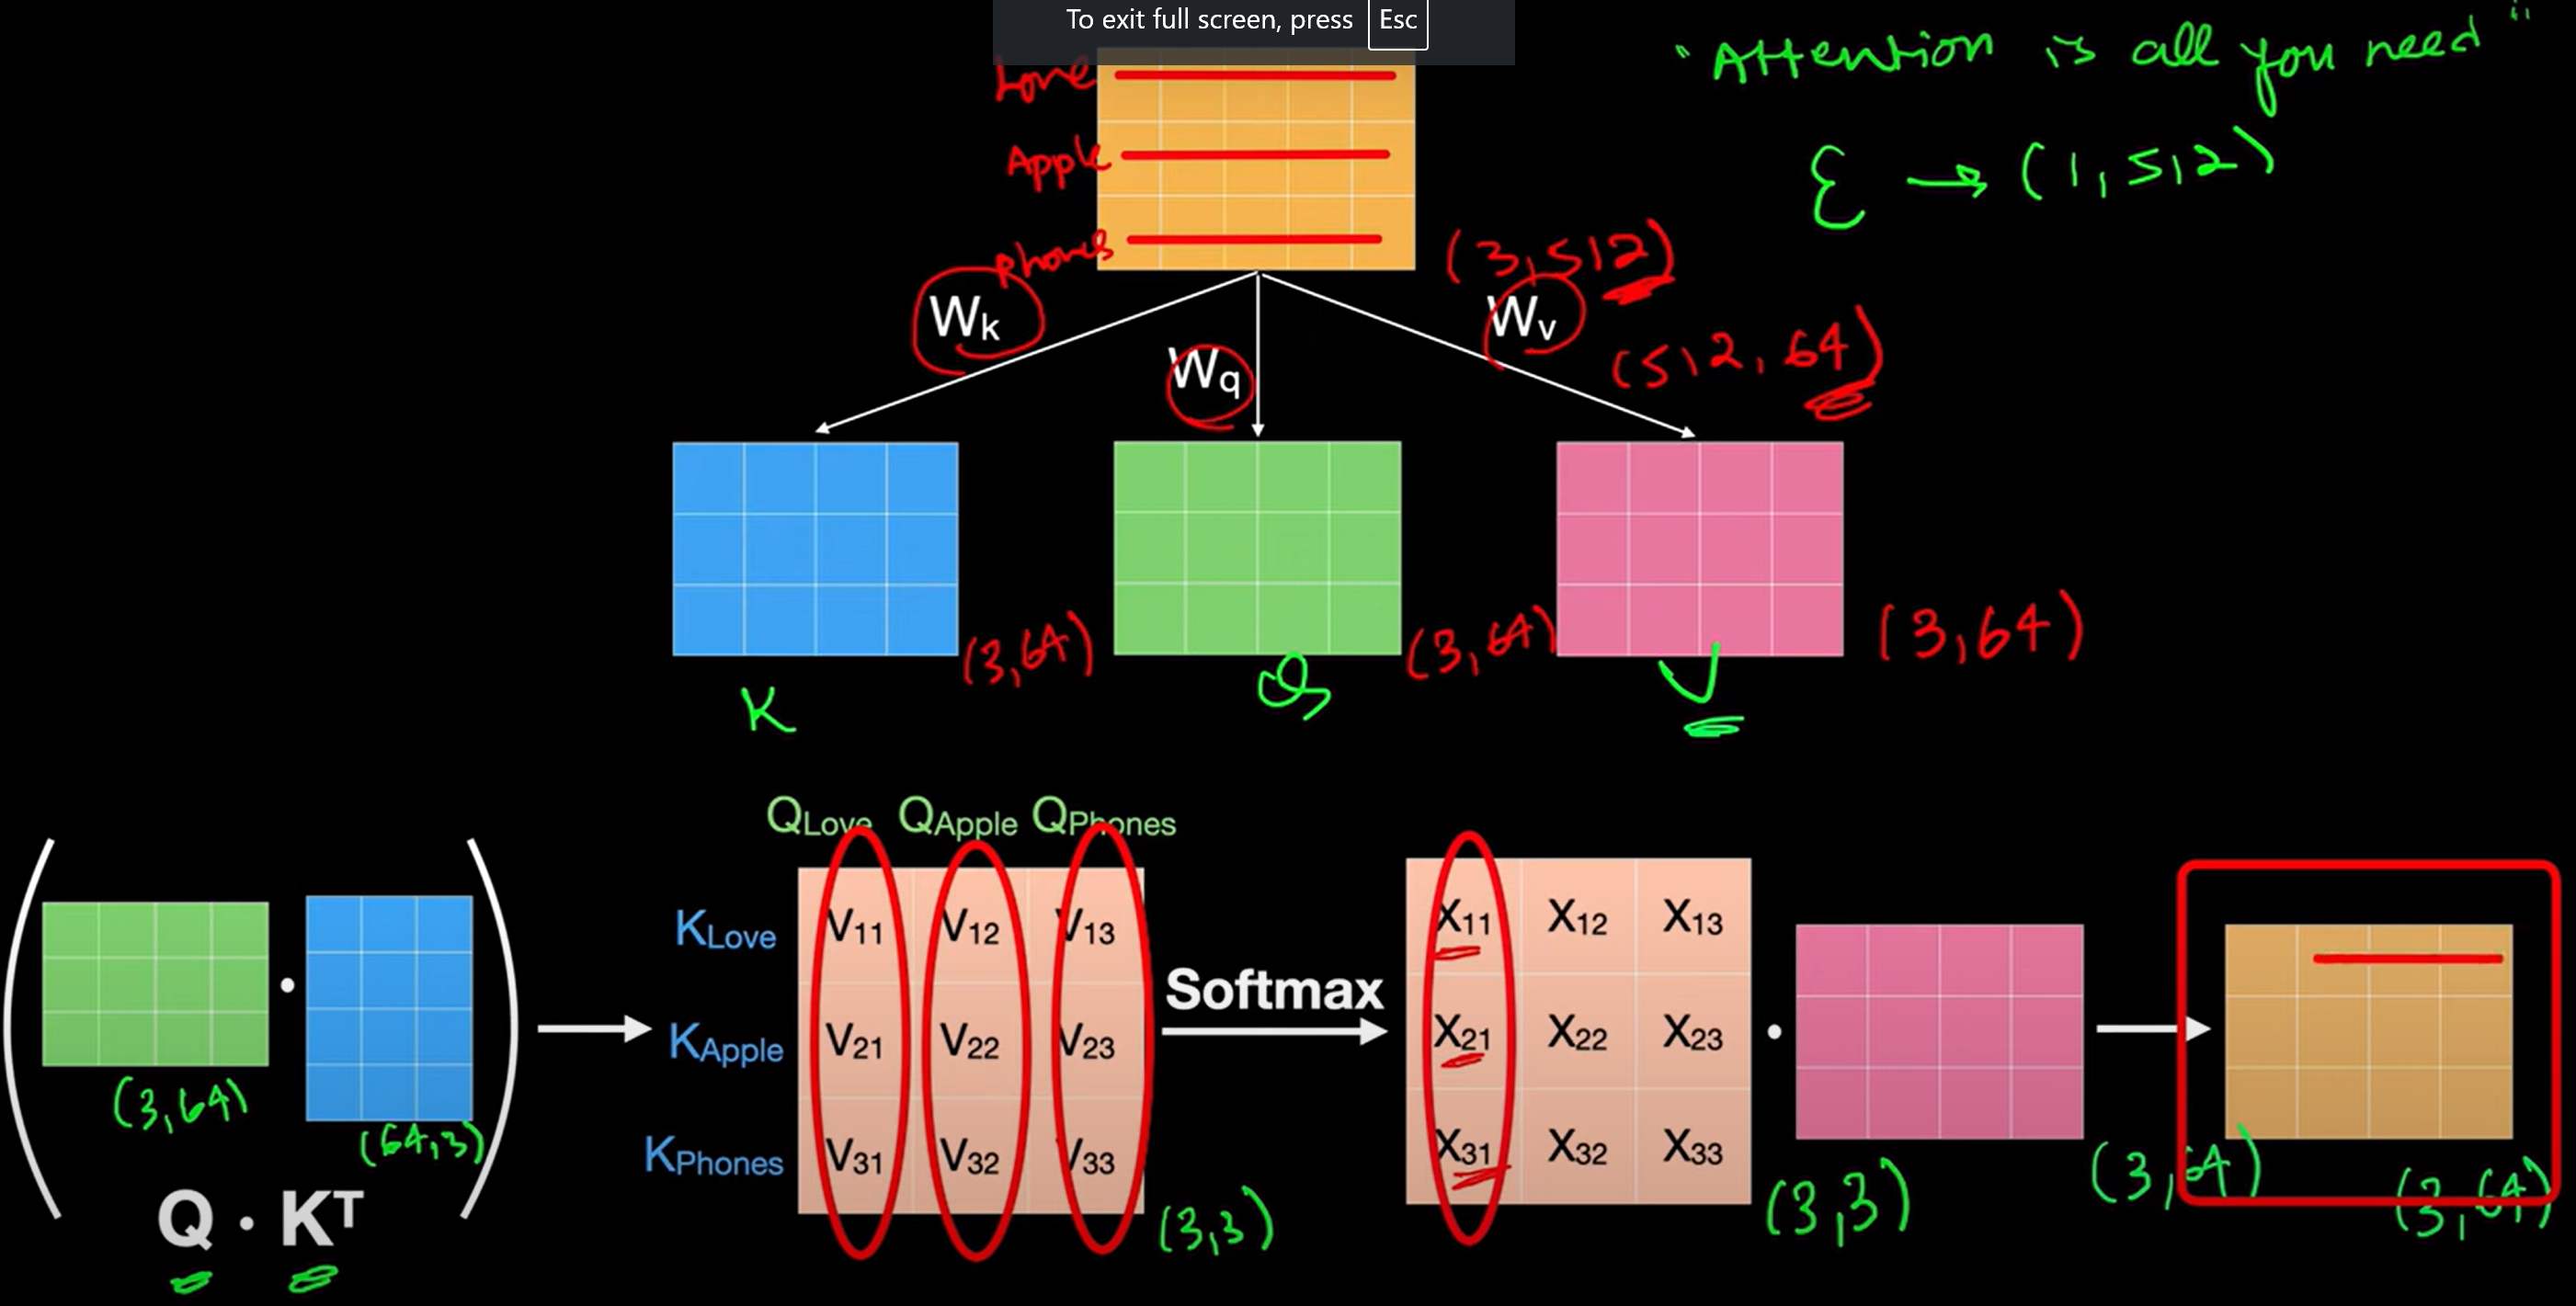 To exit full screen, press Esc
"Attention is all you need"
Love
Apple
Phones
ε → (1,512)
(3,512)
Wk
Wq
Wv
(512,64)
(3,64)
(3,64)
(3,64)
K
Q
V
QLove QApple QPhones
KLove V11 V12 V13
KApple V21 V22 V23
KPhones V31 V32 V33
Softmax
X11 X12 X13
X21 X22 X23
X31 X32 X33
(3,64)
(64,3)
Q · KT
(3,3)
(3,3)
(3,64)
(3,64)